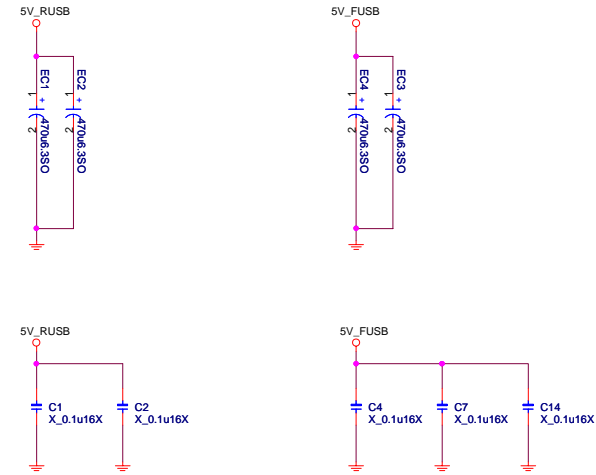 5V_RUSB
5V_FUSB
EC1
EC2
EC4
EC3
1
+
1
+
1
+
1
+
2
2
2
2
470u6.3SO
470u6.3SO
470u6.3SO
470u6.3SO
5V_RUSB
5V_FUSB
C1
X_0.1u16X
C2
X_0.1u16X
C4
X_0.1u16X
C7
X_0.1u16X
C14
X_0.1u16X